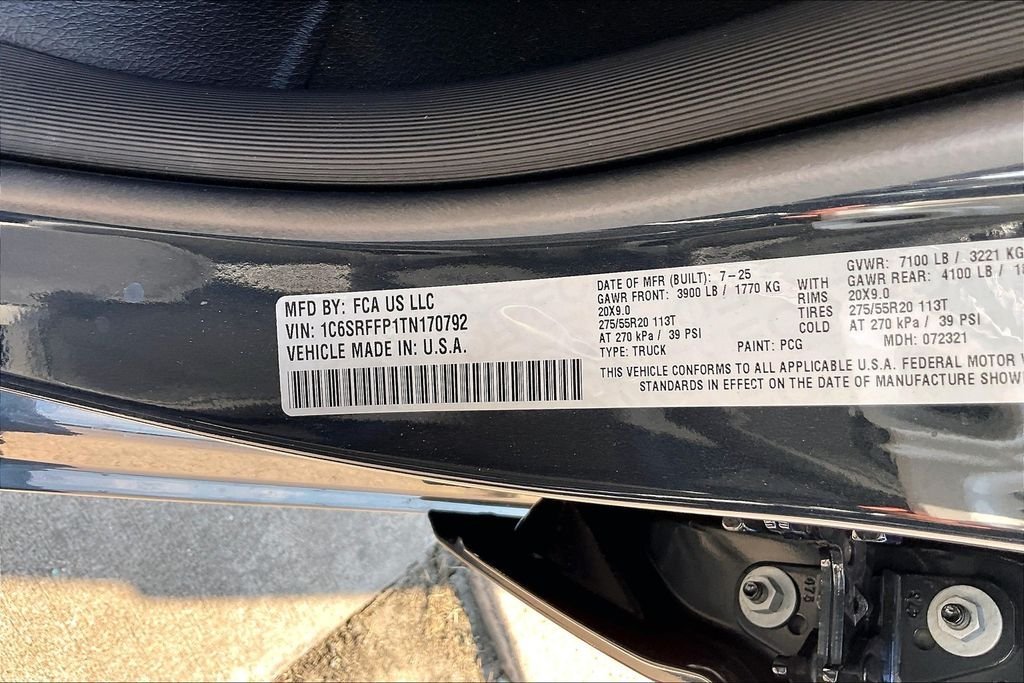 MFD BY: FCA US LLC
VIN: 1C6SRFFP1TN170792
VEHICLE MADE IN: U.S.A.
DATE OF MFR (BUILT): 7-25
GAWR FRONT: 3900 LB / 1770 KG
20X9.0
275/55R20 113T
AT 270 kPa / 39 PSI
TYPE: TRUCK
PAINT: PCG
WITH
RIMS
TIRES
COLD
GVWR: 7100 LB / 3221 KG
GAWR REAR: 4100 LB /
20X9.0
275/55R20 113T
AT 270 kPa / 39 PSI
MDH: 072321
THIS VEHICLE CONFORMS TO ALL APPLICABLE U.S.A. FEDERAL MOTOR
STANDARDS IN EFFECT ON THE DATE OF MANUFACTURE